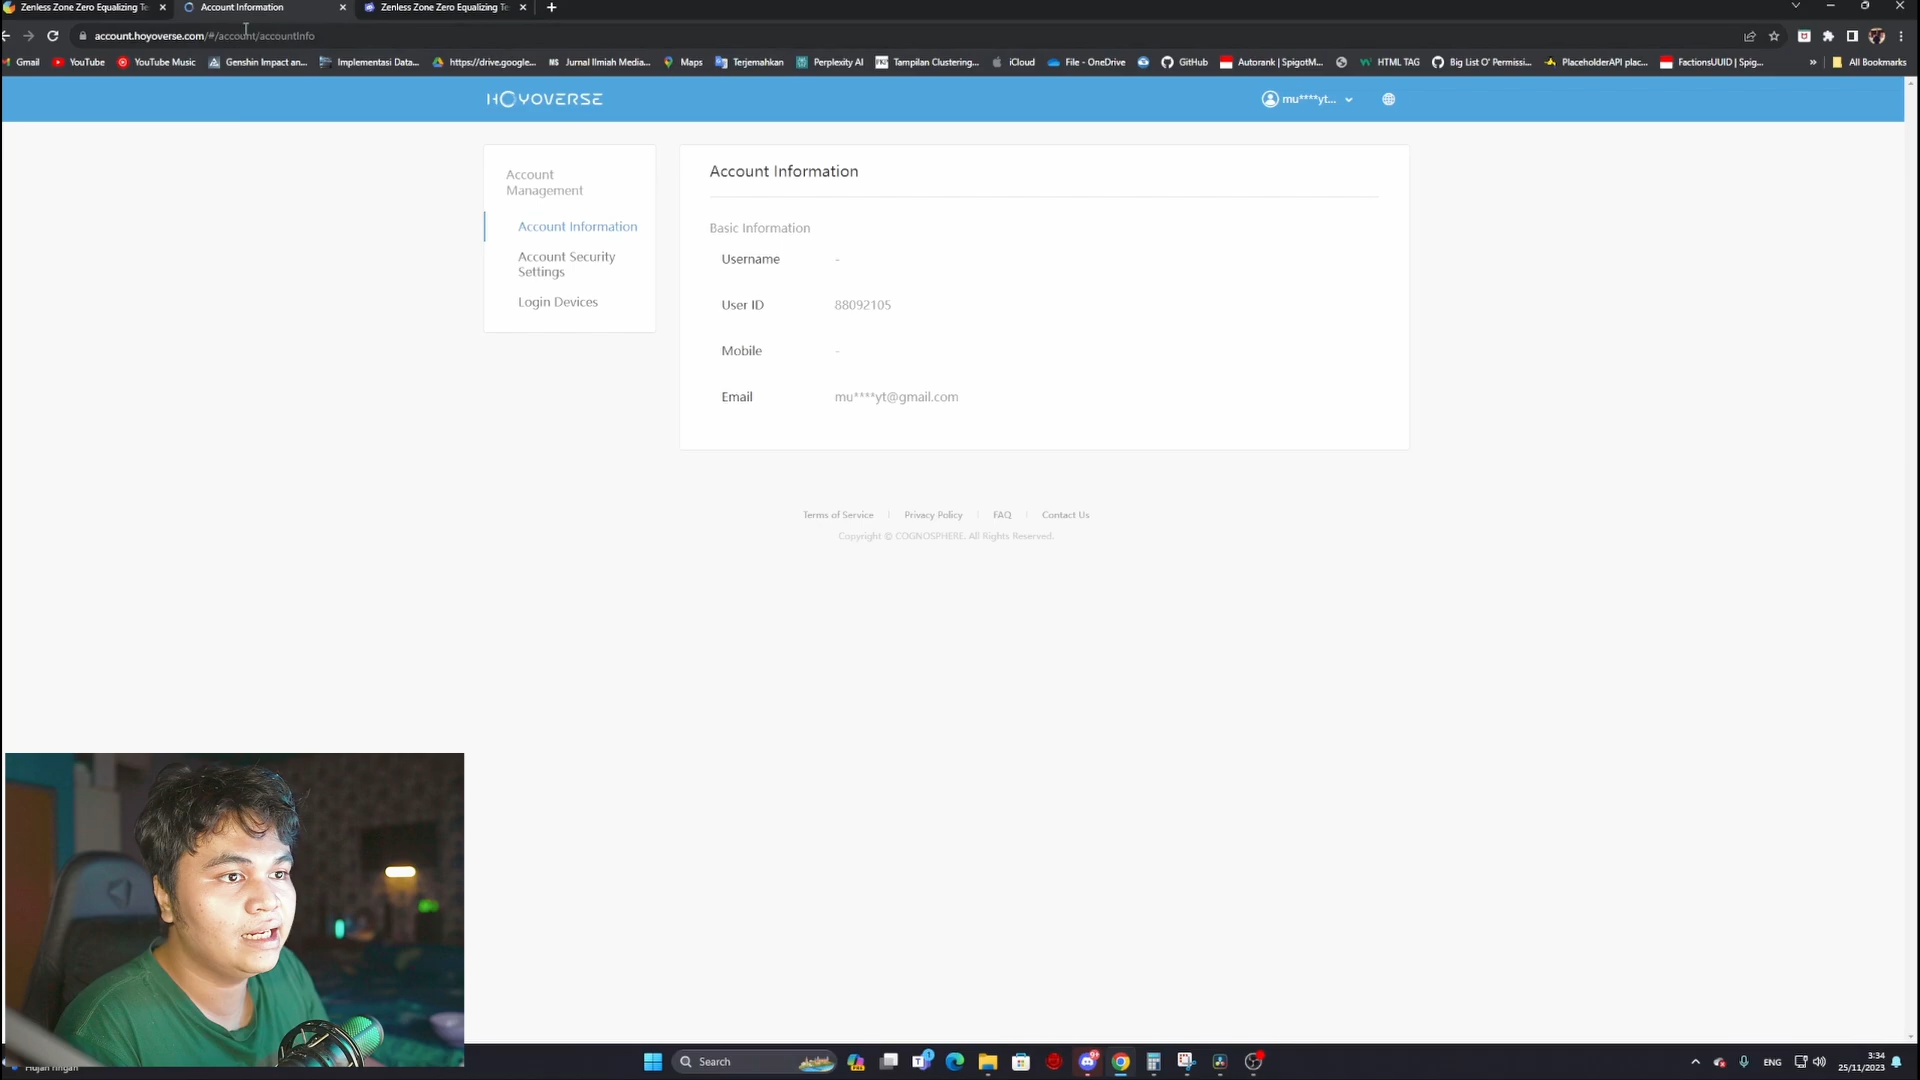 Zenless Zone Zero Equalizing Te
Account Information
Zenless Zone Zero Equalizing Te
account.hoyoverse.com/#/account/accountInfo
Gmail
YouTube
YouTube Music
Genshin Impact an...
Implementasi Data...
https://drive.google...
Jurnal Ilmiah Media...
Maps
Terjemahkan
Perplexity AI
Tampilan Clustering...
iCloud
File - OneDrive
GitHub
Autorank | SpigotM...
HTML TAG
Big List O' Permissi...
PlaceholderAPI plac...
FactionsUUID | Spig...
»
All Bookmarks
HOYOVERSE
mu****yt...
Account
Management
Account Information
Account Security
Settings
Login Devices
Account Information
Basic Information
Username -
User ID 88092105
Mobile -
Email mu****yt@gmail.com
Terms of Service | Privacy Policy | FAQ | Contact Us
Copyright © COGNOSPHERE. All Rights Reserved.
Hujan ringan
Search
ENG
3:34
25/11/2023